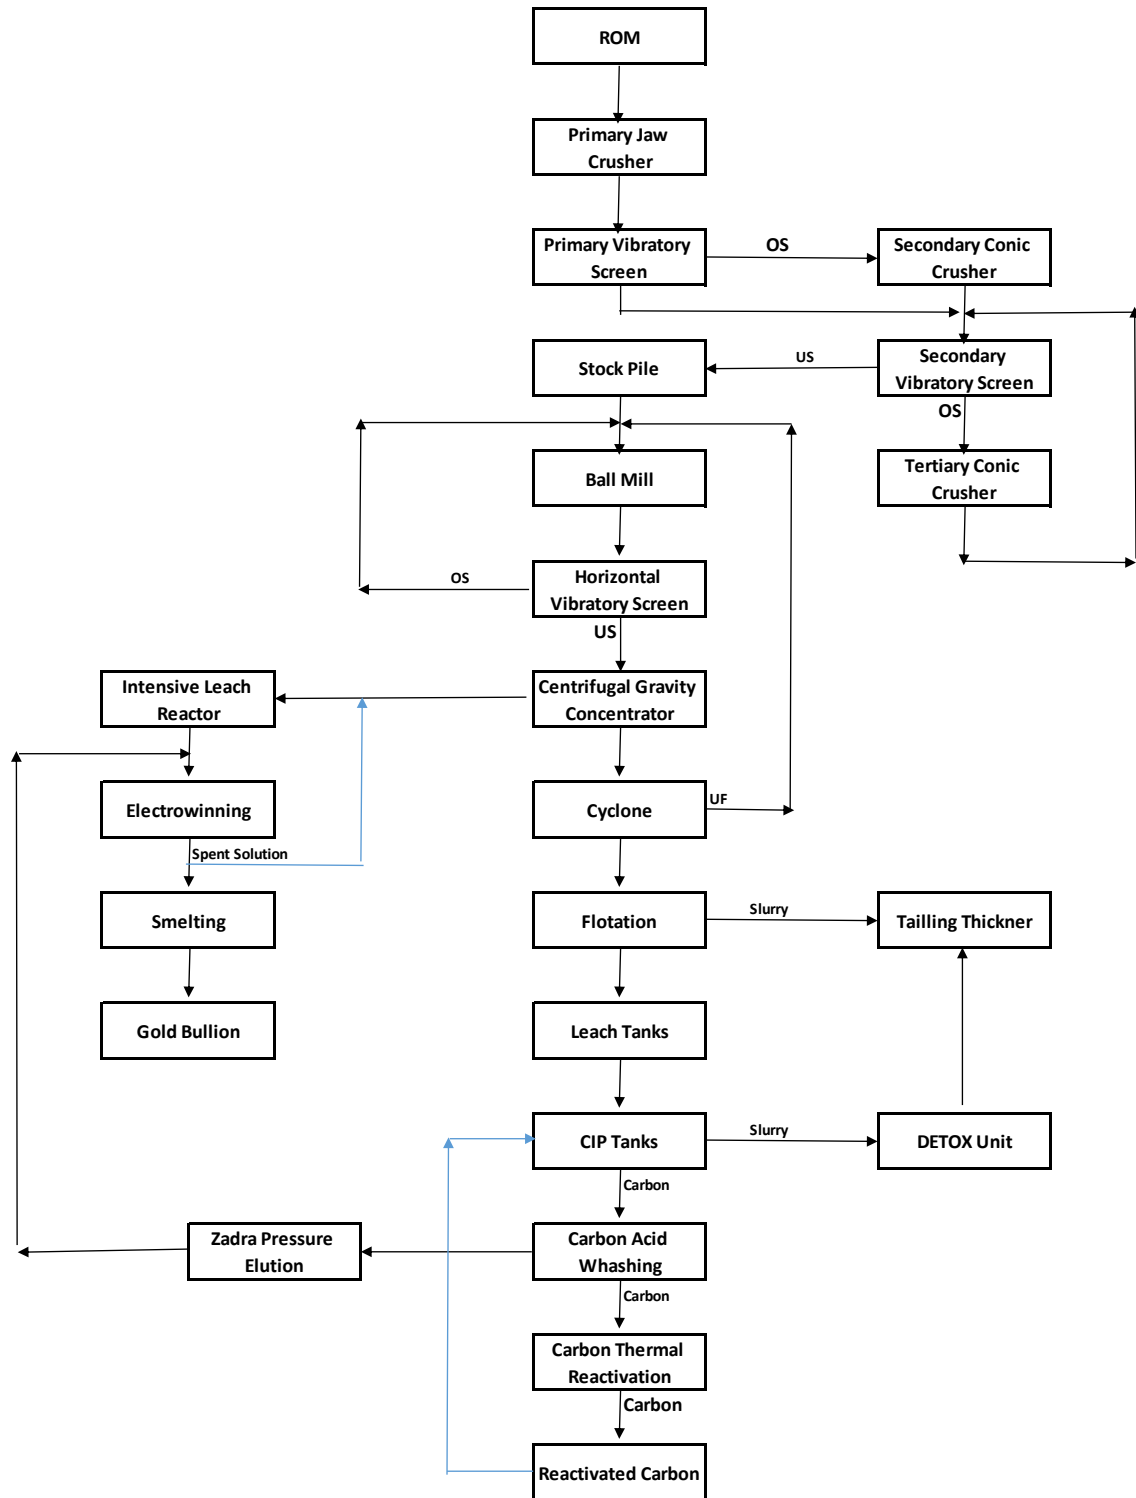 ROM
Primary Jaw
Crusher
Primary Vibratory
Screen
OS
Secondary Conic
Crusher
Stock Pile
US
Secondary
Vibratory Screen
OS
Ball Mill
Tertiary Conic
Crusher
OS
Horizontal
Vibratory Screen
US
Intensive Leach
Reactor
Centrifugal Gravity
Concentrator
Electrowinning
Cyclone
UF
Spent Solution
Smelting
Flotation
Slurry
Tailling Thickner
Gold Bullion
Leach Tanks
CIP Tanks
Slurry
DETOX Unit
Carbon
Zadra Pressure
Elution
Carbon Acid
Whashing
Carbon
Carbon Thermal
Reactivation
Carbon
Reactivated Carbon